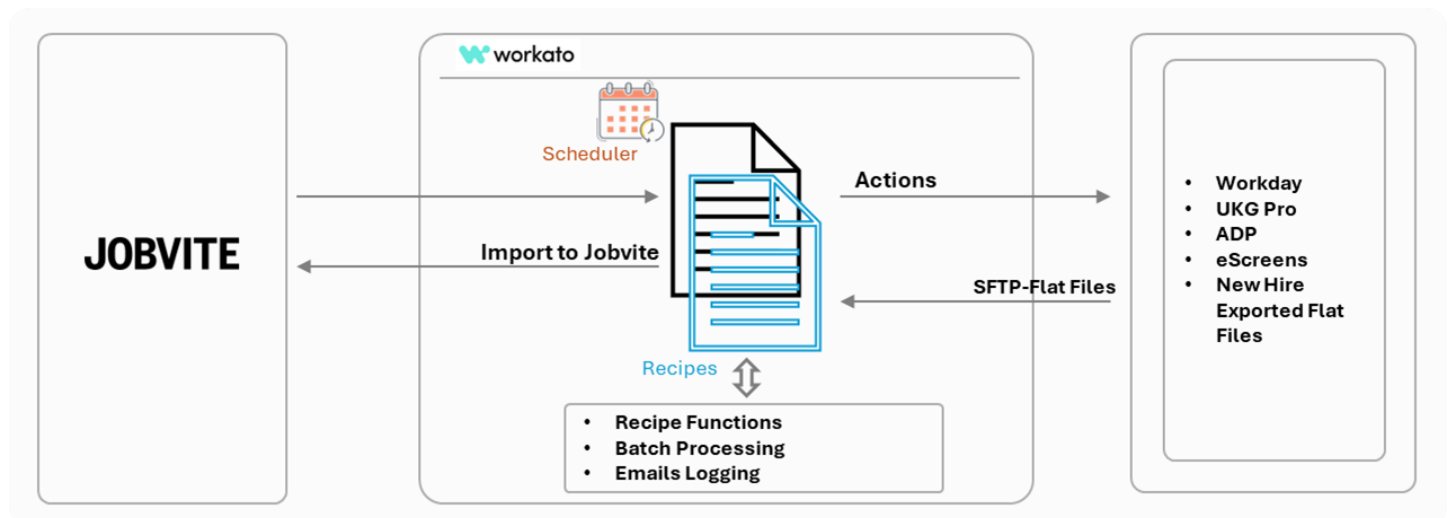 workato
Scheduler
JOBVITE
Import to Jobvite
Actions
SFTP-Flat Files
Recipes
• Recipe Functions
• Batch Processing
• Emails Logging
• Workday
• UKG Pro
• ADP
• eScreens
• New Hire
Exported Flat
Files